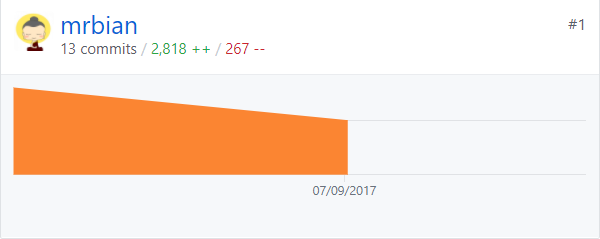 mrbian
#1
13 commits / 2,818 ++ / 267 --
07/09/2017